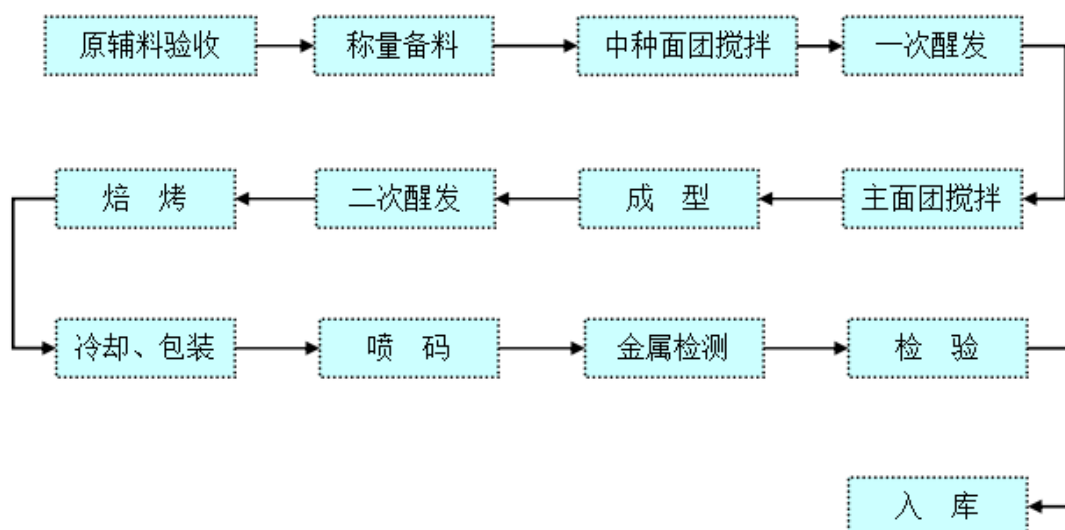 原辅料验收 称量备料 中种面团搅拌 一次醒发
焙 烤 二次醒发 成 型 主面团搅拌
冷却、包装 喷 码 金属检测 检 验
入 库